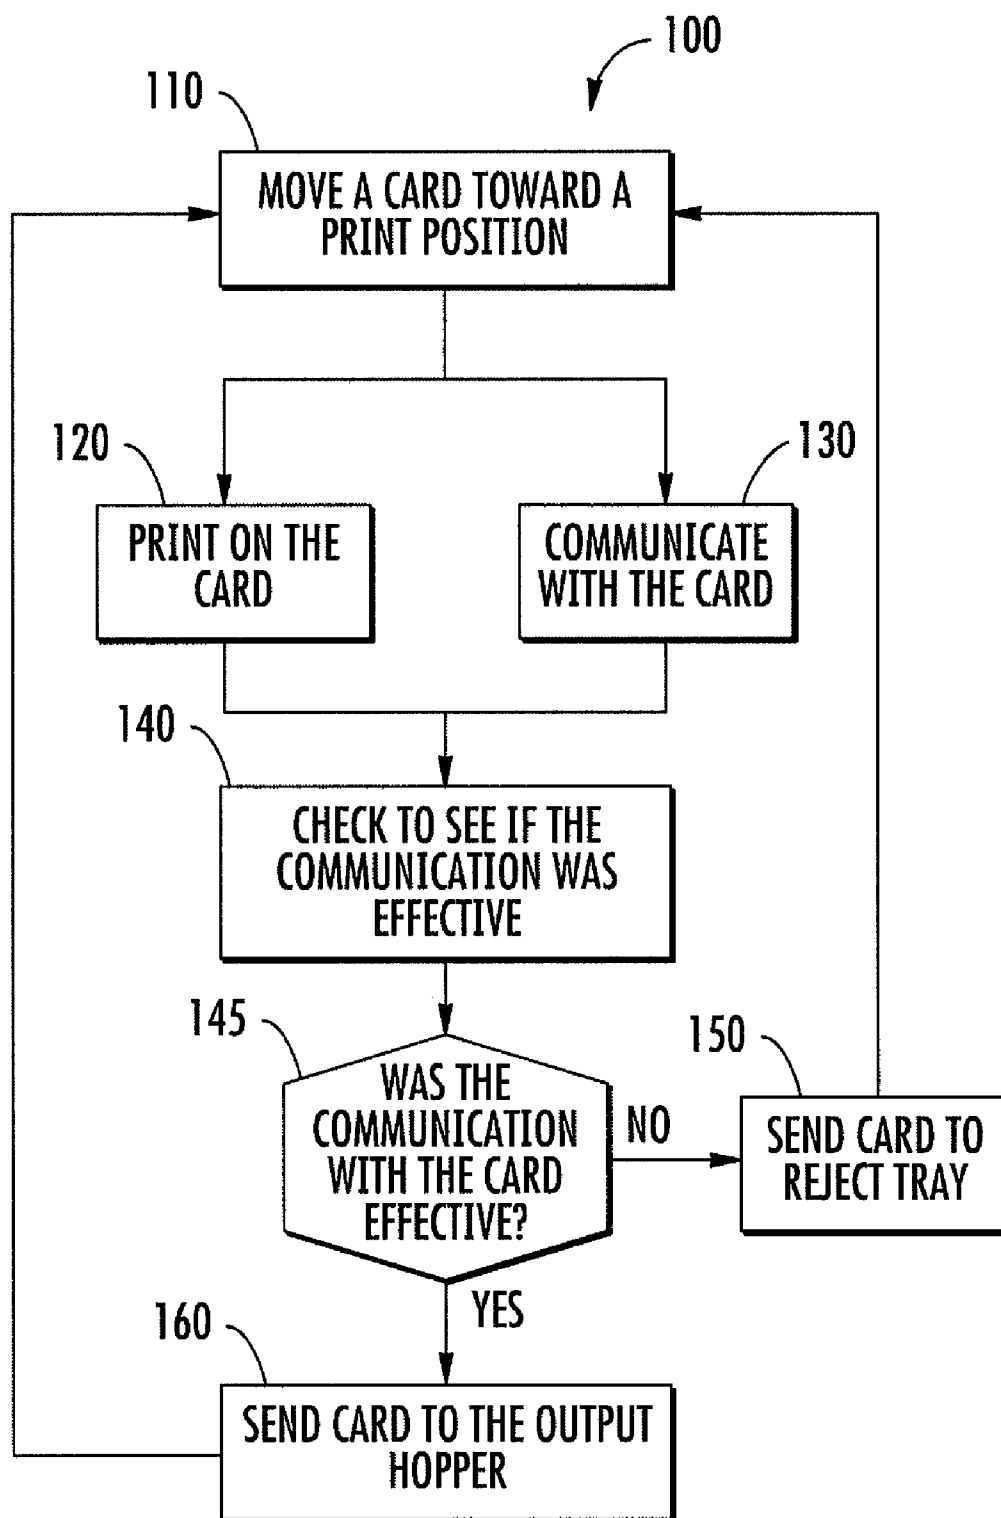 100
110
MOVE A CARD TOWARD A
PRINT POSITION
120
PRINT ON THE
CARD
130
COMMUNICATE
WITH THE CARD
140
CHECK TO SEE IF THE
COMMUNICATION WAS
EFFECTIVE
145
WAS THE
COMMUNICATION
WITH THE CARD
EFFECTIVE?
NO
150
SEND CARD TO
REJECT TRAY
YES
160
SEND CARD TO THE OUTPUT
HOPPER